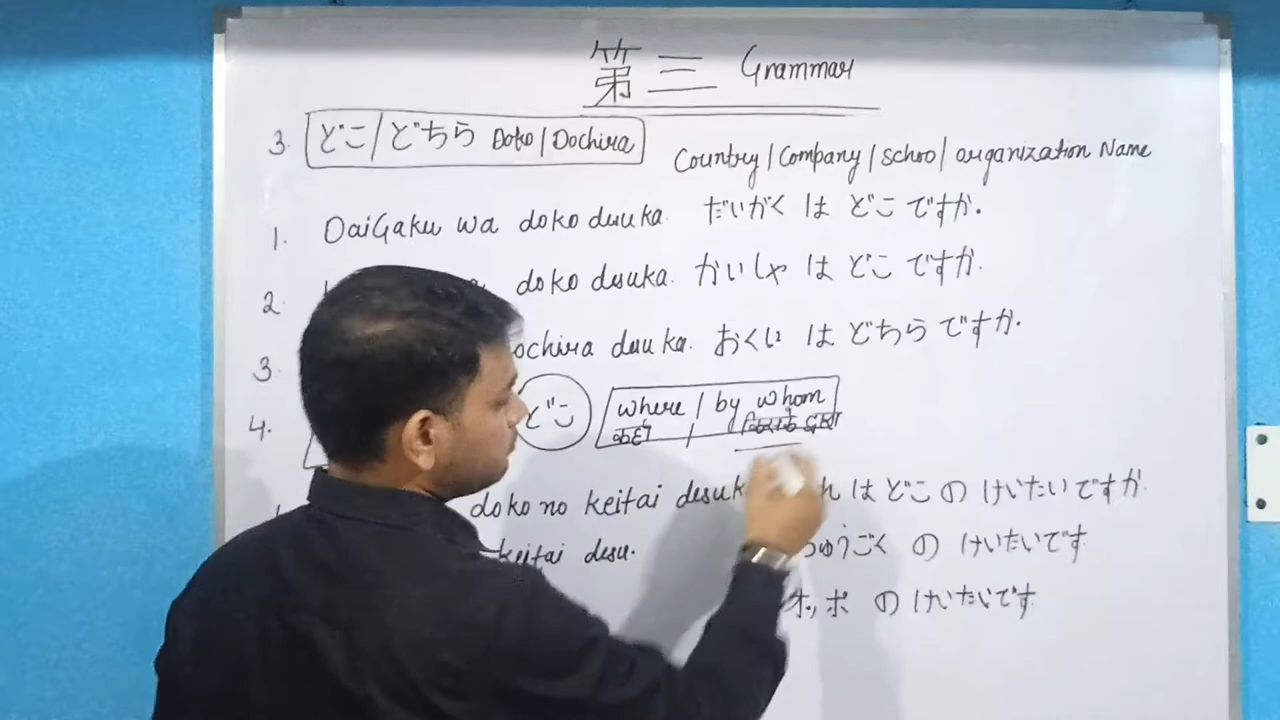 第三 Grammar
3. どこ/どちら Doko/Dochira
Country/Company/School/organization Name
1. DaiGaku wa doko desuka. だいがく は どこ ですか.
2. doko desuka. かいしゃ は どこ ですか.
3. ochira desuka. おくに は どちら ですか.
4. どこ where / by whom
कहाँ
doko no keitai desuk れ は どこ の けいたいですか.
keitai desu. ちゅうごく の けいたいです
オッポ の けいたいです